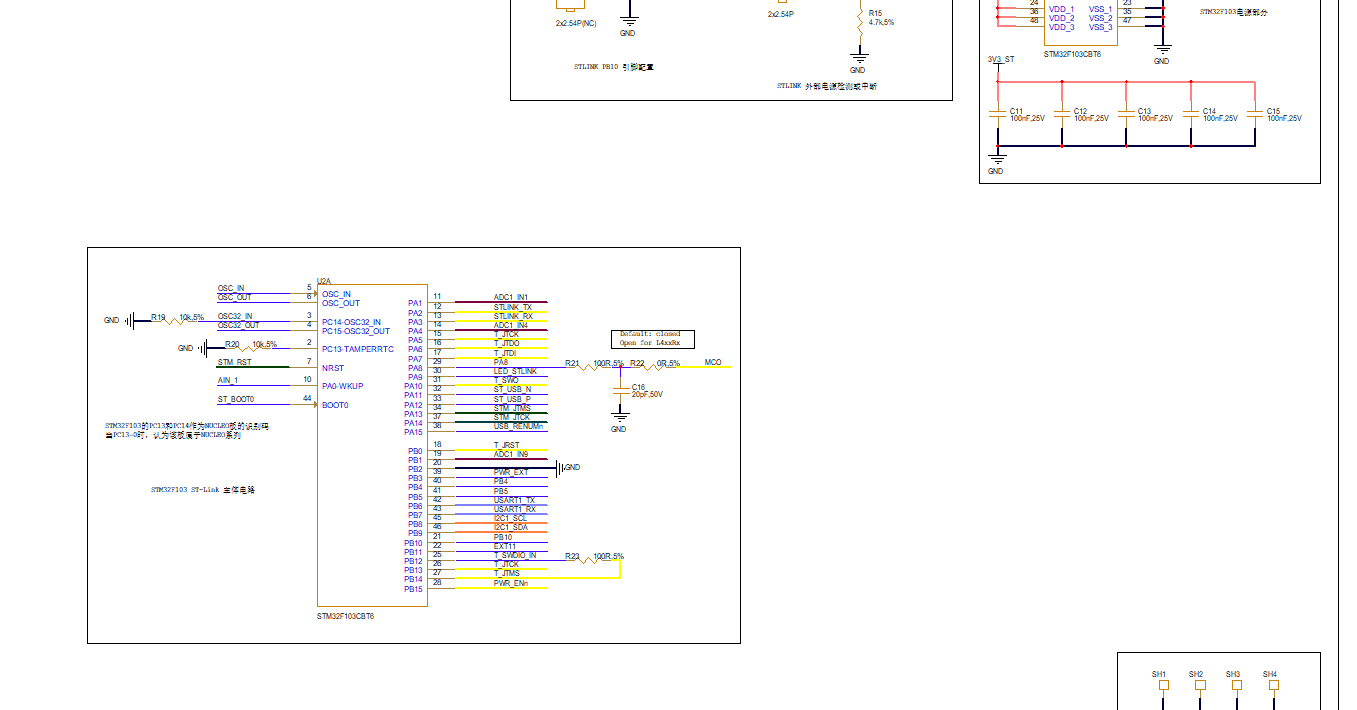 2x2.54P(NC)
GND
STLINK PB10 引脚配置
2x2.54P
R15
4.7k,5%
GND
STLINK 外部电源检测或中断
24
36
48
VDD_1
VDD_2
VDD_3
VSS_1
VSS_2
VSS_3
23
35
47
STM32F103CBT6
GND
STM32F103电源部分
3V3_ST
C11
100nF,25V
C12
100nF,25V
C13
100nF,25V
C14
100nF,25V
C15
100nF,25V
GND
U2A
OSC_IN 5 OSC_IN
OSC_OUT 6 OSC_OUT
GND R19 10k,5%
OSC32_IN 3 PC14-OSC32_IN
OSC32_OUT 4 PC15-OSC32_OUT
GND R20 10k,5% 2 PC13-TAMPERRTC
STM_RST 7 NRST
AIN_1 10 PA0-WKUP
ST_BOOT0 44 BOOT0
STM32F103的PC13和PC14作为NUCLEO板的识别码
当PC13=0时，认为该板属于NUCLEO系列
STM32F103 ST-Link 主体电路
PA1 11 ADC1_IN1
PA2 12 STLINK_TX
PA3 13 STLINK_RX
PA4 14 ADC1_IN4
PA5 15 T_JTCK
PA6 16 T_JTDO
PA7 17 T_JTDI
PA8 29 PA8
PA9 30 LED_STLINK
PA10 31 T_SWO
PA11 32 ST_USB_N
PA12 33 ST_USB_P
PA13 34 STM_JTMS
PA14 37 STM_JTCK
PA15 38 USB_RENUMn
PB0 18 T_JRST
PB1 19 ADC1_IN9
PB2 20 GND
PB3 39 PWR_EXT
PB4 40 PB4
PB5 41 PB5
PB6 42 USART1_TX
PB7 43 USART1_RX
PB8 45 I2C1_SCL
PB9 46 I2C1_SDA
PB10 21 PB10
PB11 22 EXT11
PB12 25 T_SWDIO_IN
PB13 26 T_JTCK
PB14 27 T_JTMS
PB15 28 PWR_ENn
STM32F103CBT6
Default: closed
Open for L4xxRx
R21 100R,5% R22 0R,5% MCO
C16
20pF,50V
GND
R23 100R,5%
SH1 SH2 SH3 SH4